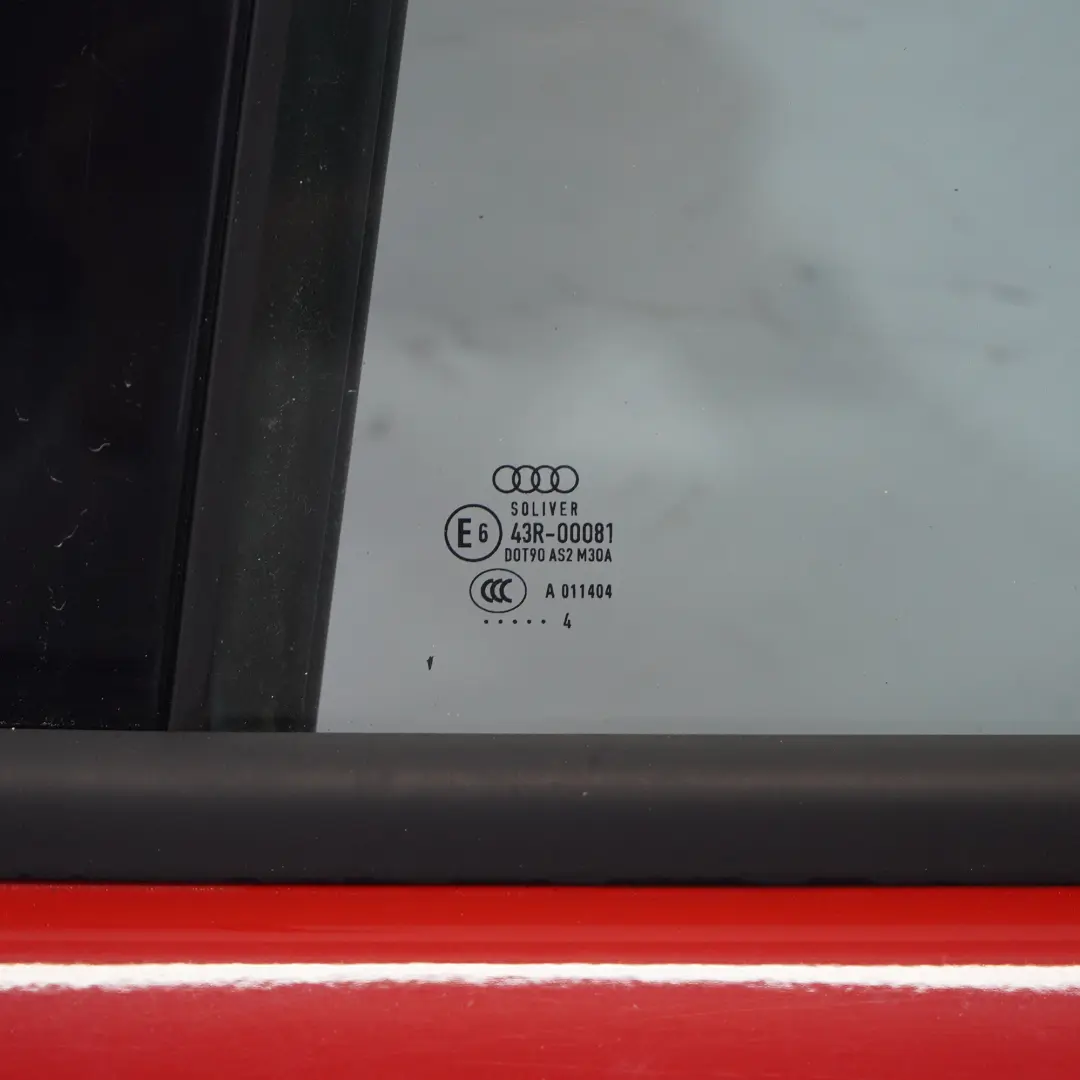 SOLIVER
E6 43R-00081
DOT90 AS2 M30A
CCC A 011404
..... 4